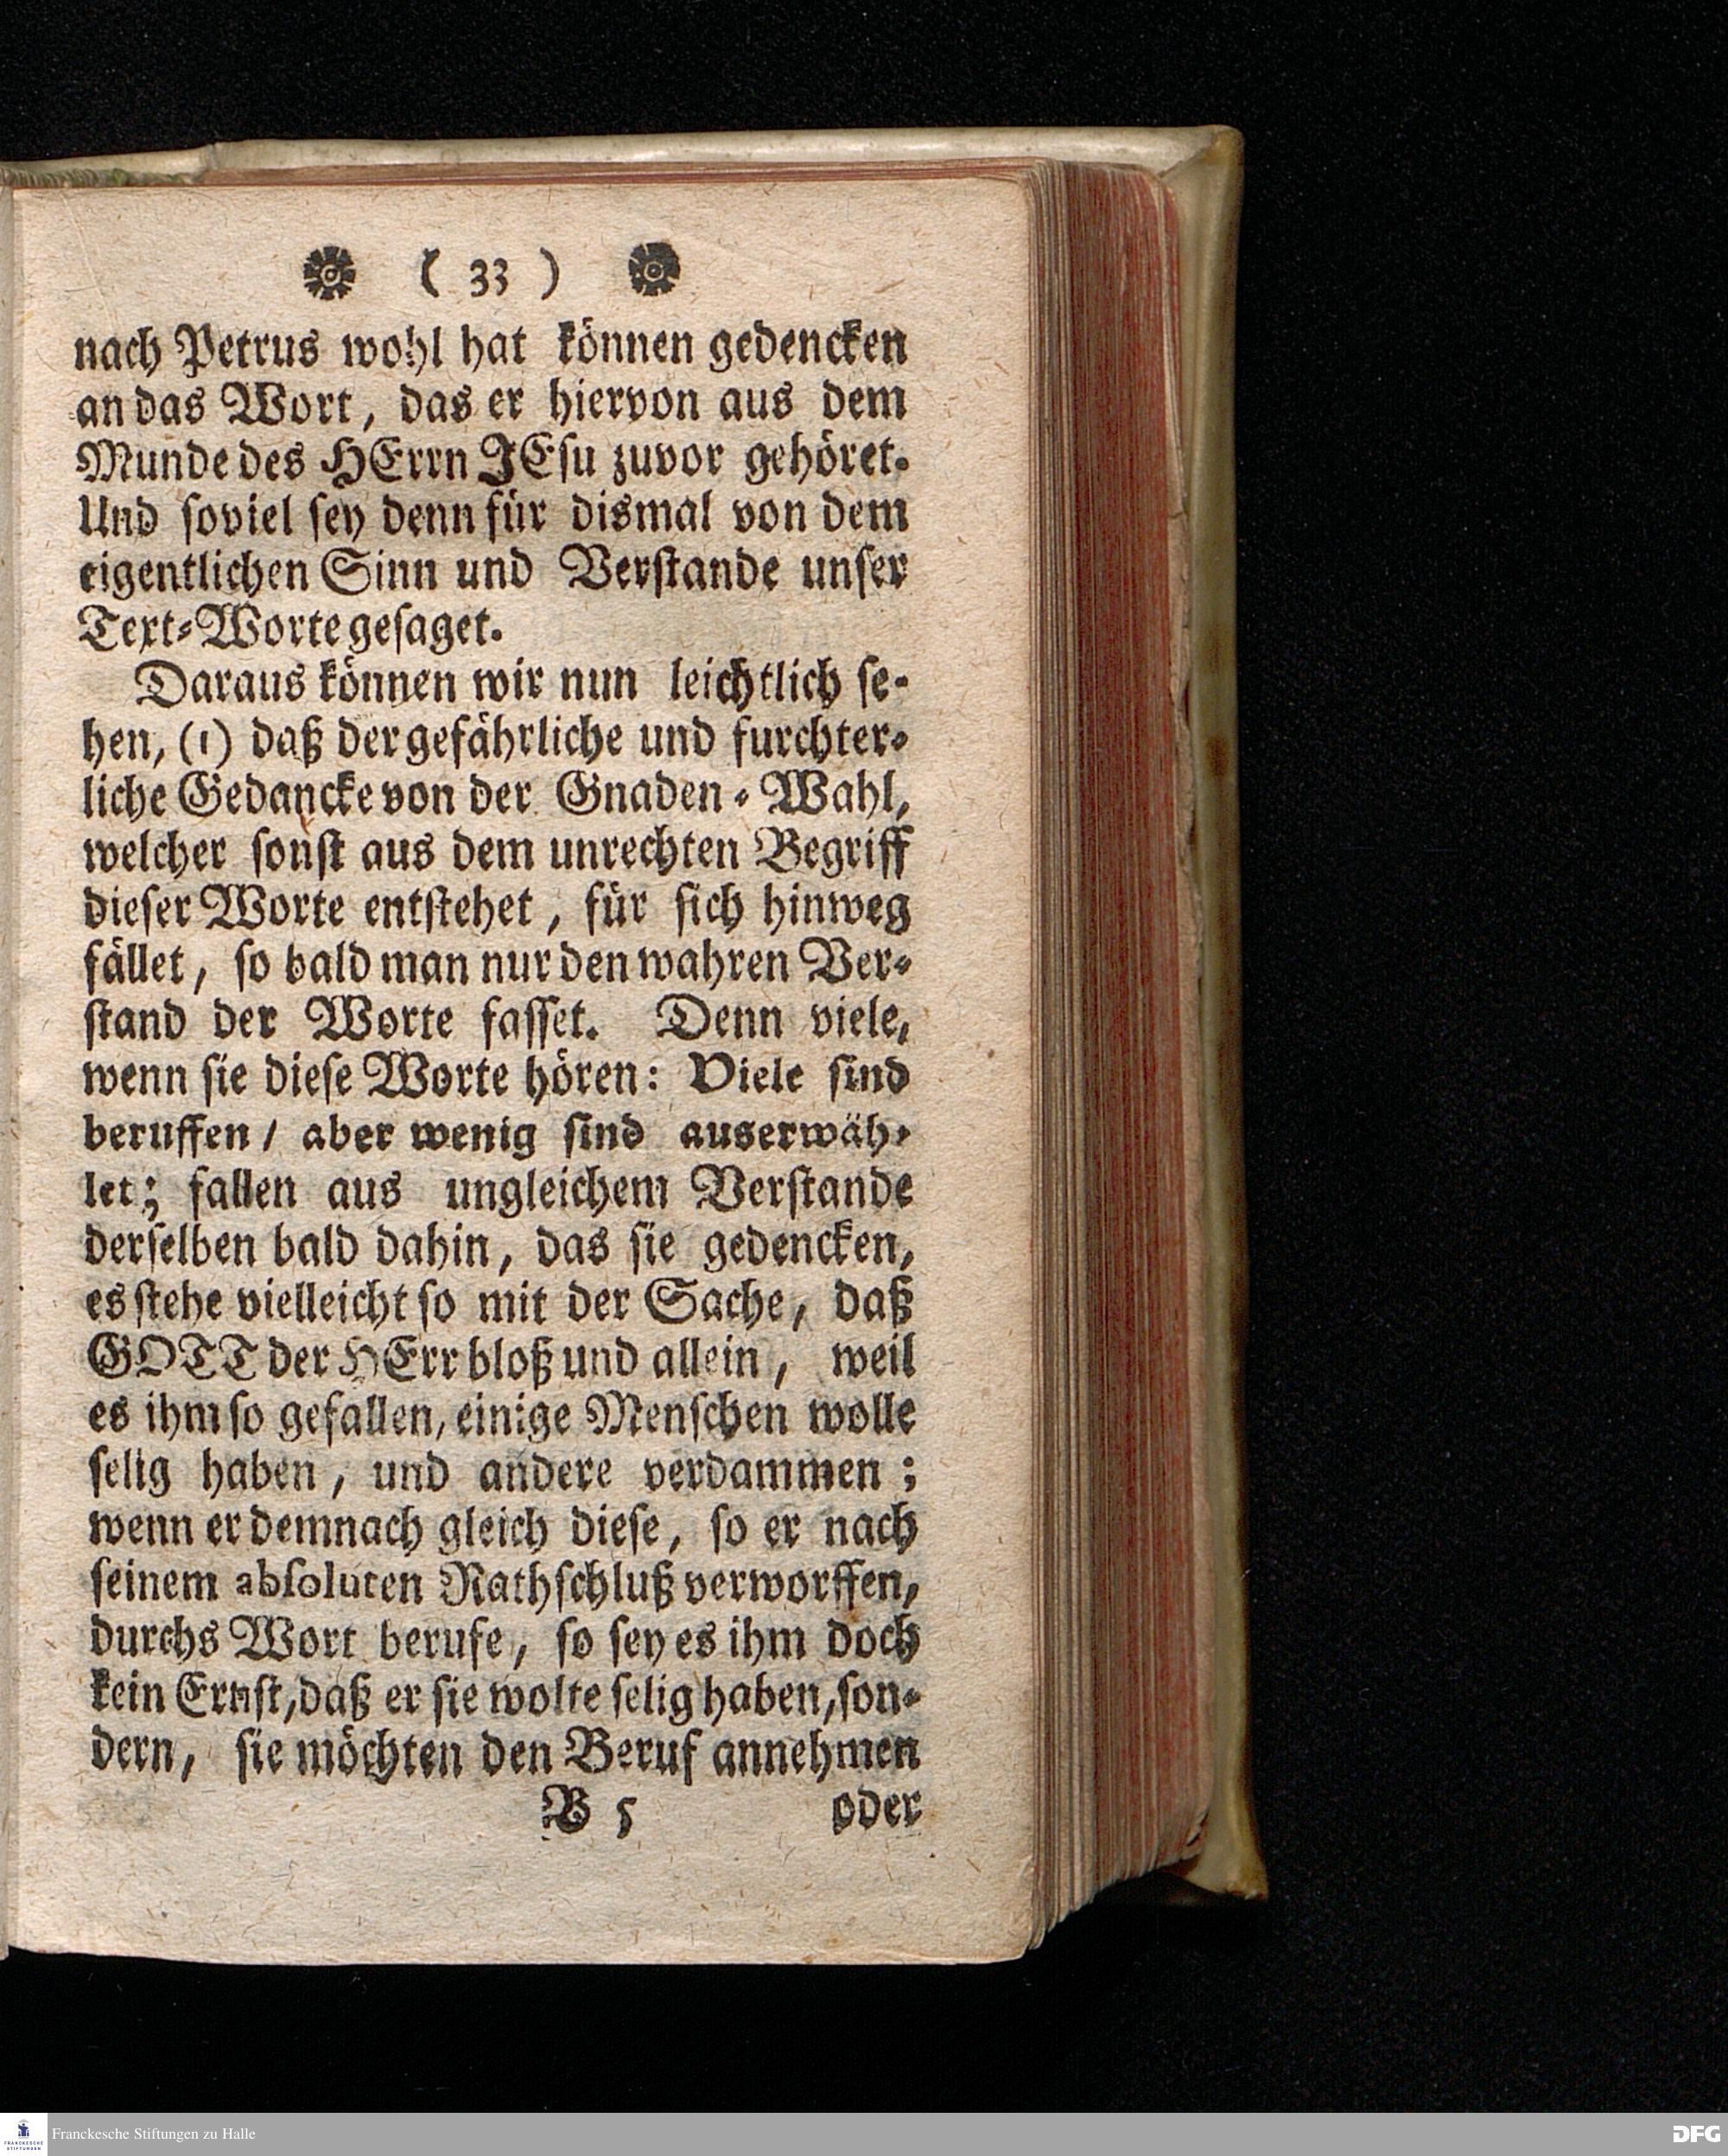 ( 33 )
nach Petrus wohl hat können gedencken
an das Wort, das er hiervon aus dem
Munde des HErrn JEsu zuvor gehöret.
Und soviel sey denn für dismal von dem
eigentlichen Sinn und Verstande unser
Text-Worte gesaget.
Daraus können wir nun leichtlich se-
hen, (1) daß der gefährliche und furchter-
liche Gedancke von der Gnaden-Wahl,
welcher sonst aus dem unrechten Begriff
dieser Worte entstehet, für sich hinweg
fället, so bald man nur den wahren Ver-
stand der Worte fasset. Denn viele,
wenn sie diese Worte hören: Viele sind
beruffen / aber wenig sind auserwäh-
let; fallen aus ungleichem Verstande
derselben bald dahin, das sie gedencken,
es stehe vielleicht so mit der Sache, daß
GOTT der HErr bloß und allein, weil
es ihm so gefallen, einige Menschen wolle
selig haben, und andere verdammen;
wenn er demnach gleich diese, so er nach
seinem absoluten Rathschluß verworffen,
durchs Wort berufe, so sey es ihm doch
kein Ernst, daß er sie wolte selig haben, son-
dern, sie möchten den Beruf annehmen
B 5 oder
Franckesche Stiftungen zu Halle
FRANCKESCHE
STIFTUNGEN
DFG